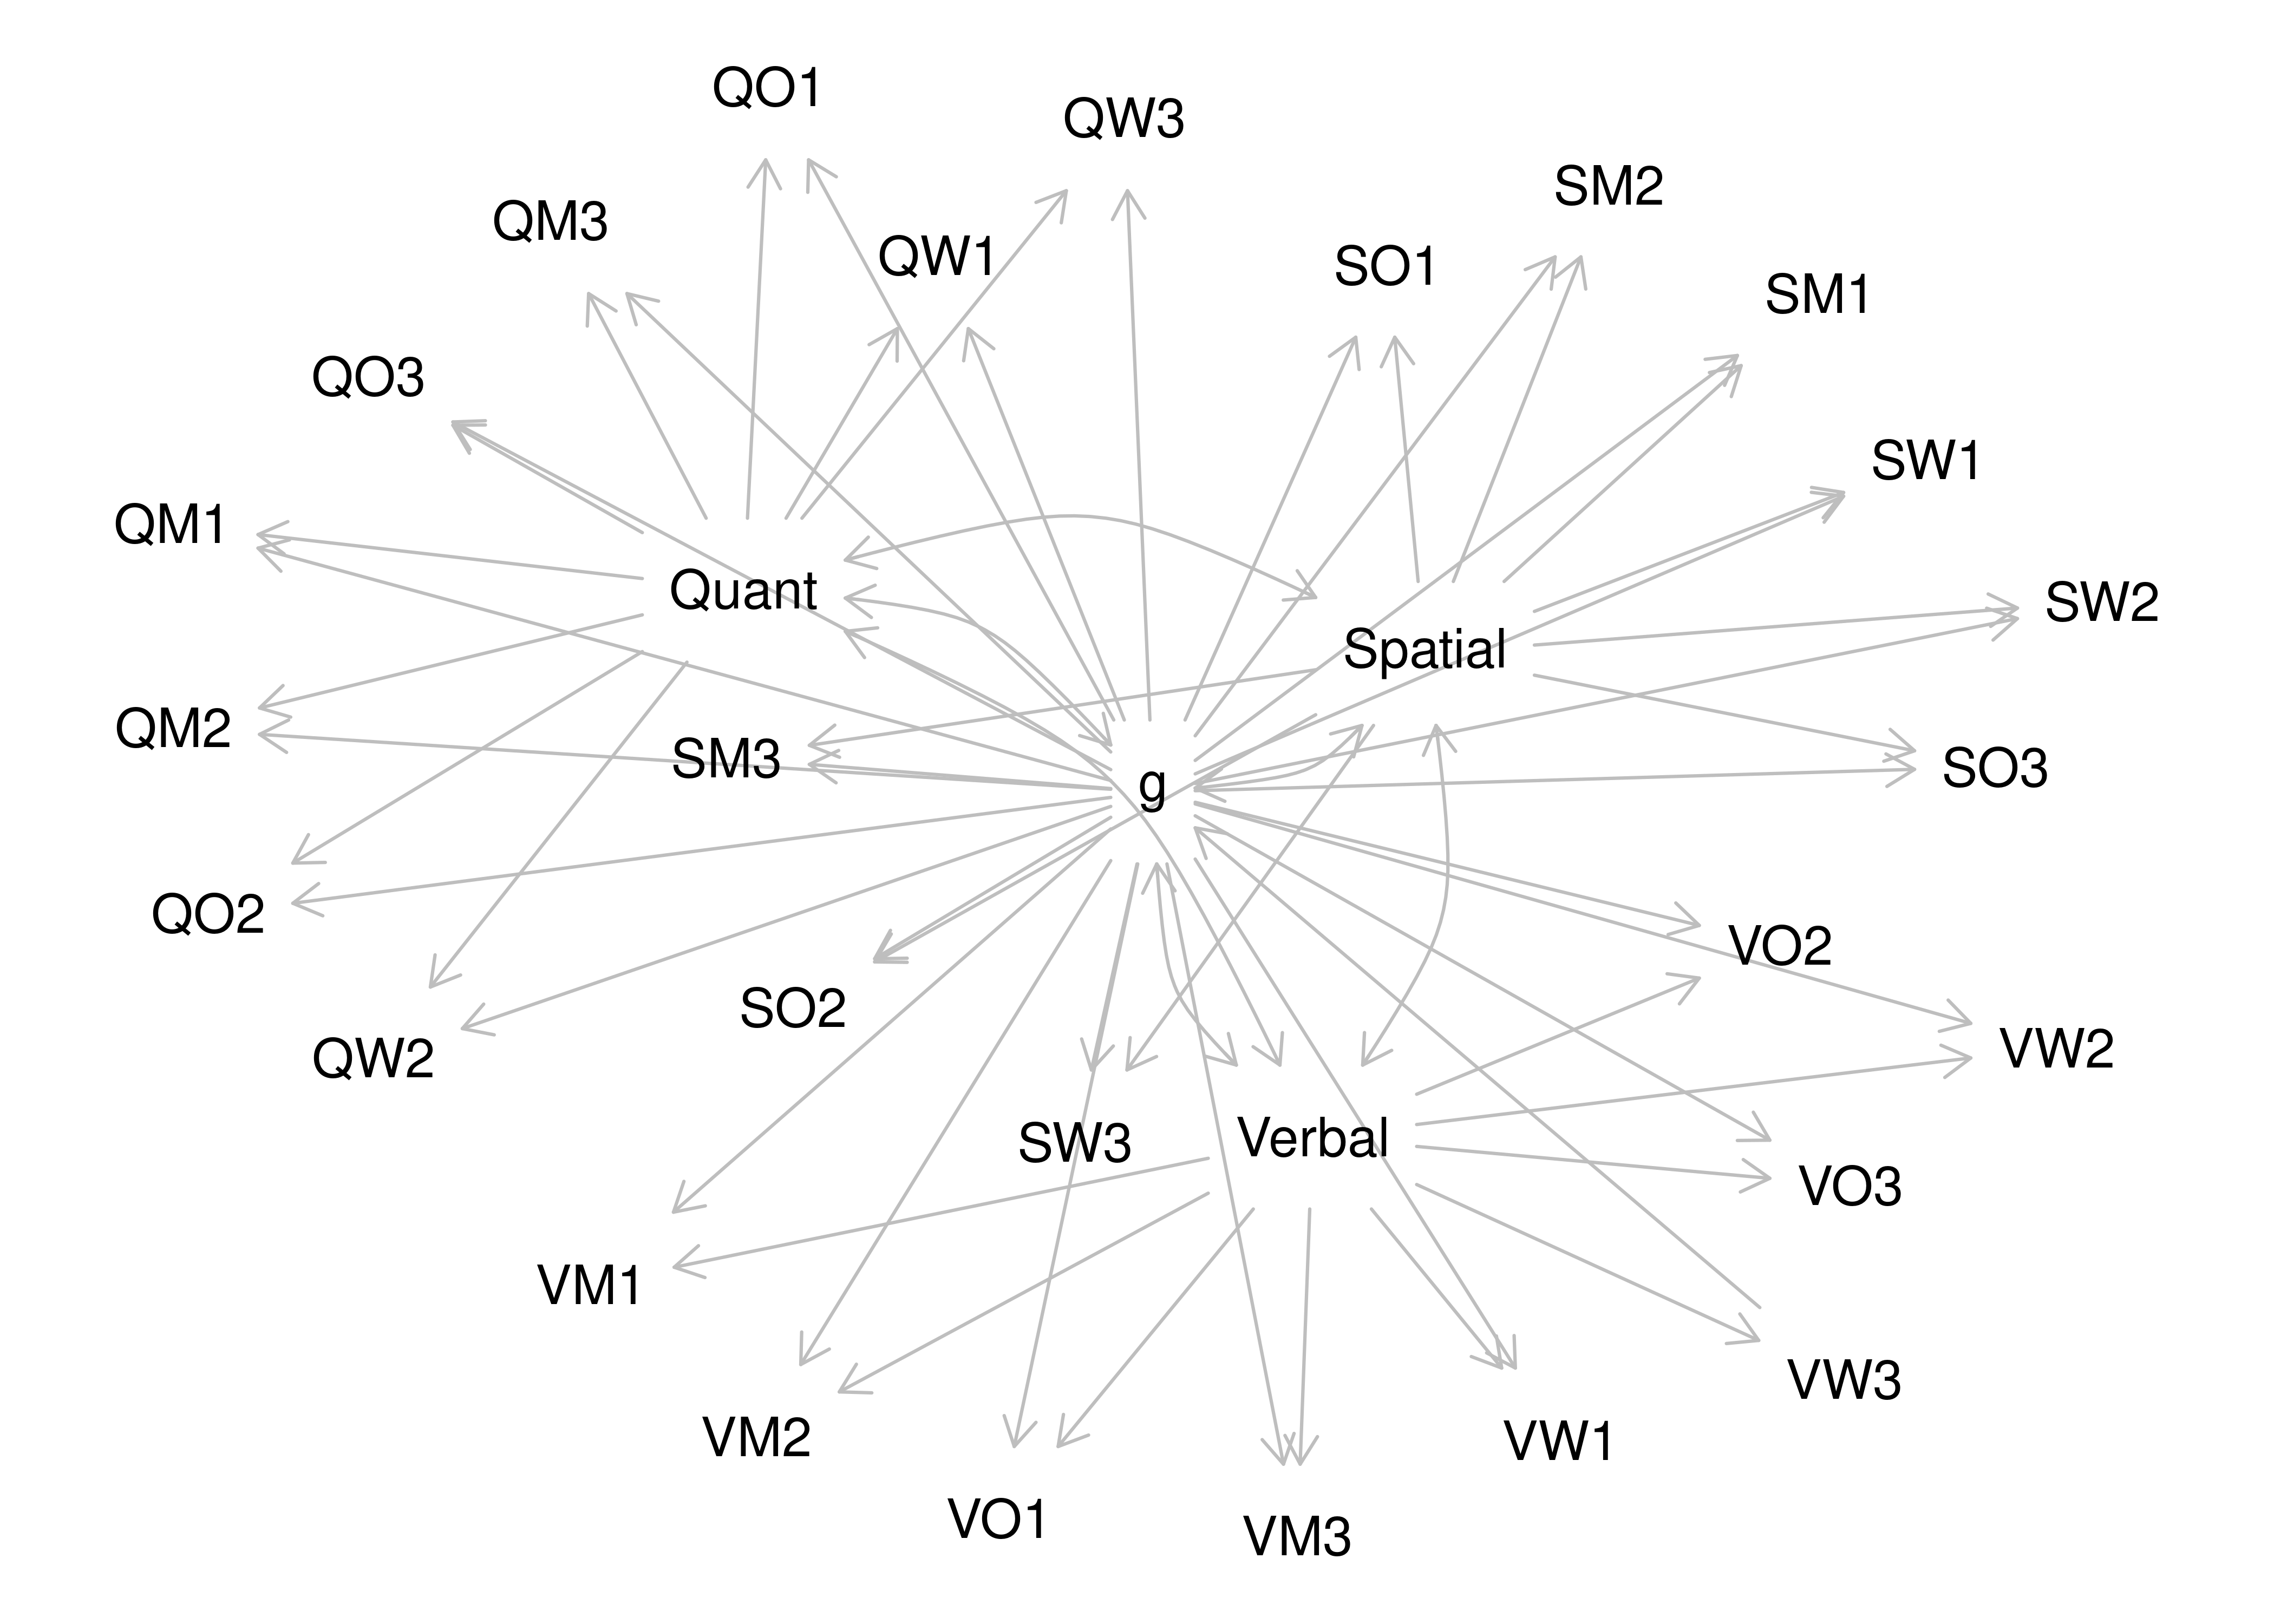 QO1
QW3
SM2
QM3
QW1
SO1
SM1
QO3
SW1
QM1
Quant
SW2
Spatial
QM2
SM3
g
SO3
QO2
VO2
SO2
QW2
VW2
SW3
Verbal
VO3
VM1
VW3
VM2
VW1
VO1
VM3